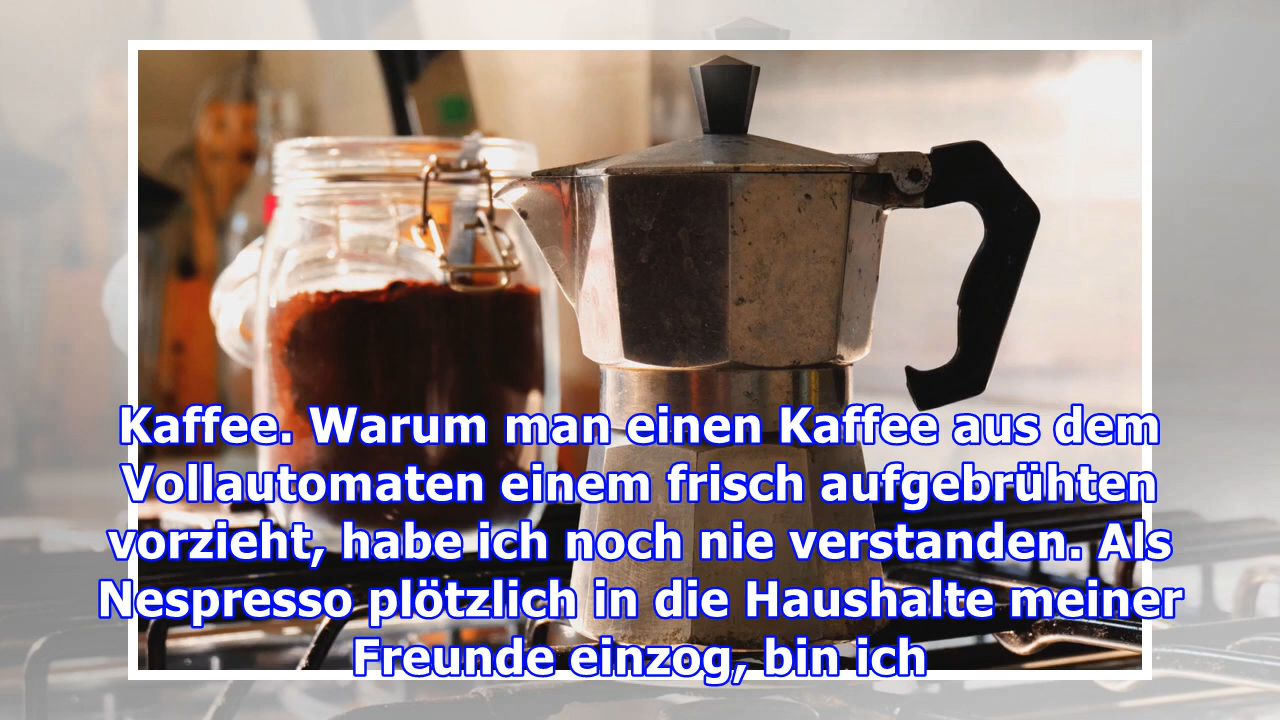 Kaffee. Warum man einen Kaffee aus dem
Vollautomaten einem frisch aufgebrühten
vorzieht, habe ich noch nie verstanden. Als
Nespresso plötzlich in die Haushalte meiner
Freunde einzog, bin ich